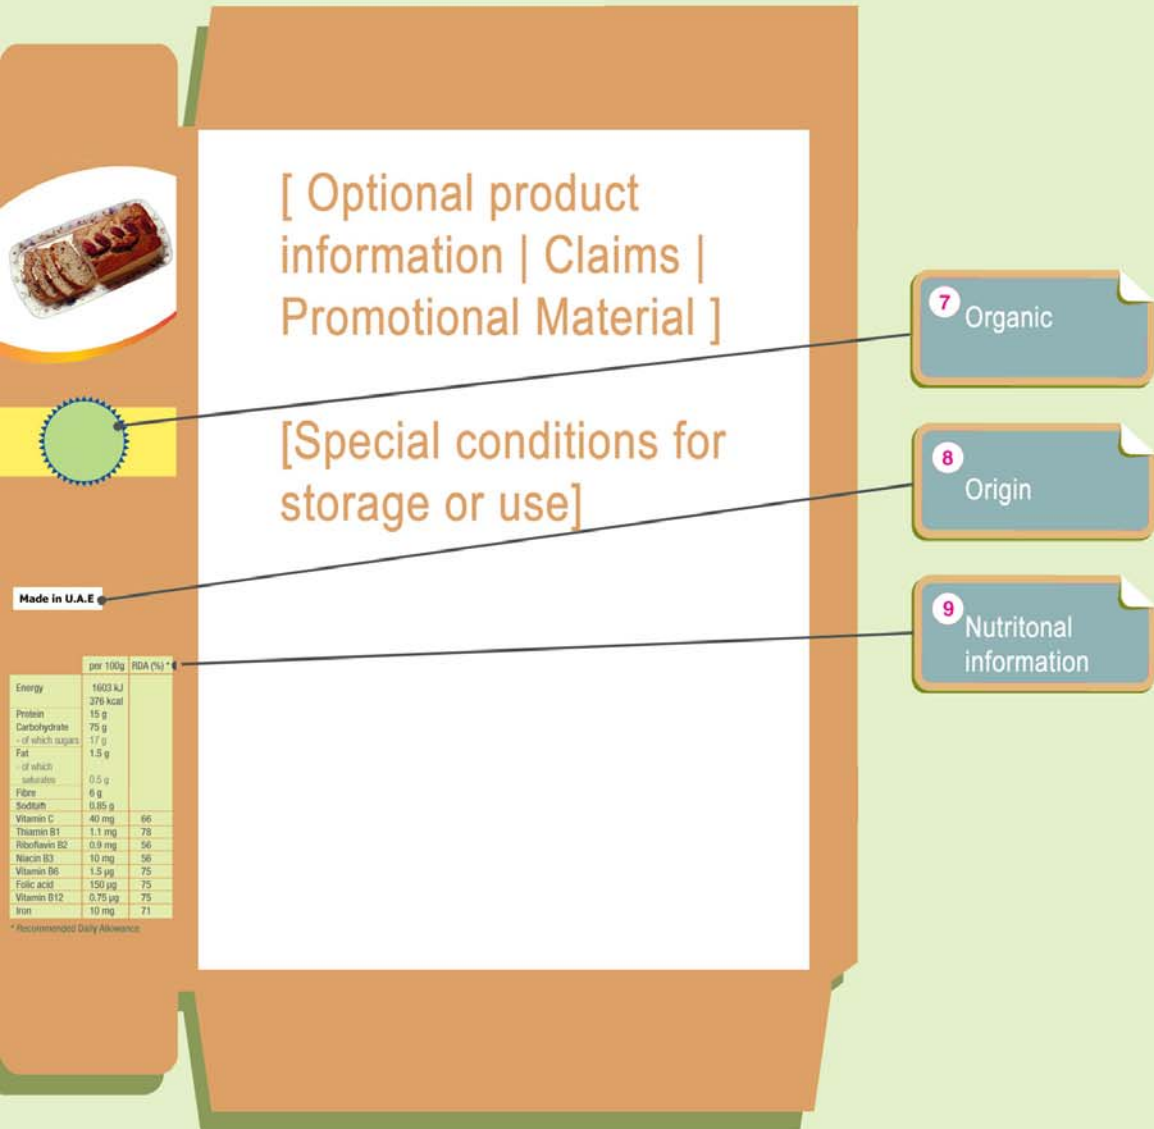 [ Optional product
information | Claims |
Promotional Material ]
[Special conditions for
storage or use]
7
Organic
8
Origin
9
Nutritonal
information
Made in U.A.E
per 100g RDA (%) *
Energy 1603 kJ
376 kcal
Protein 15 g
Carbohydrate 75 g
- of which sugars 17 g
Fat 1.5 g
- of which
saturates 0.5 g
Fibre 6 g
Sodium 0.85 g
Vitamin C 40 mg 66
Thiamin B1 1.1 mg 78
Riboflavin B2 0.9 mg 56
Niacin B3 10 mg 56
Vitamin B6 1.5 µg 75
Folic acid 150 µg 75
Vitamin B12 0.75 µg 75
Iron 10 mg 71
* Recommended Daily Allowance